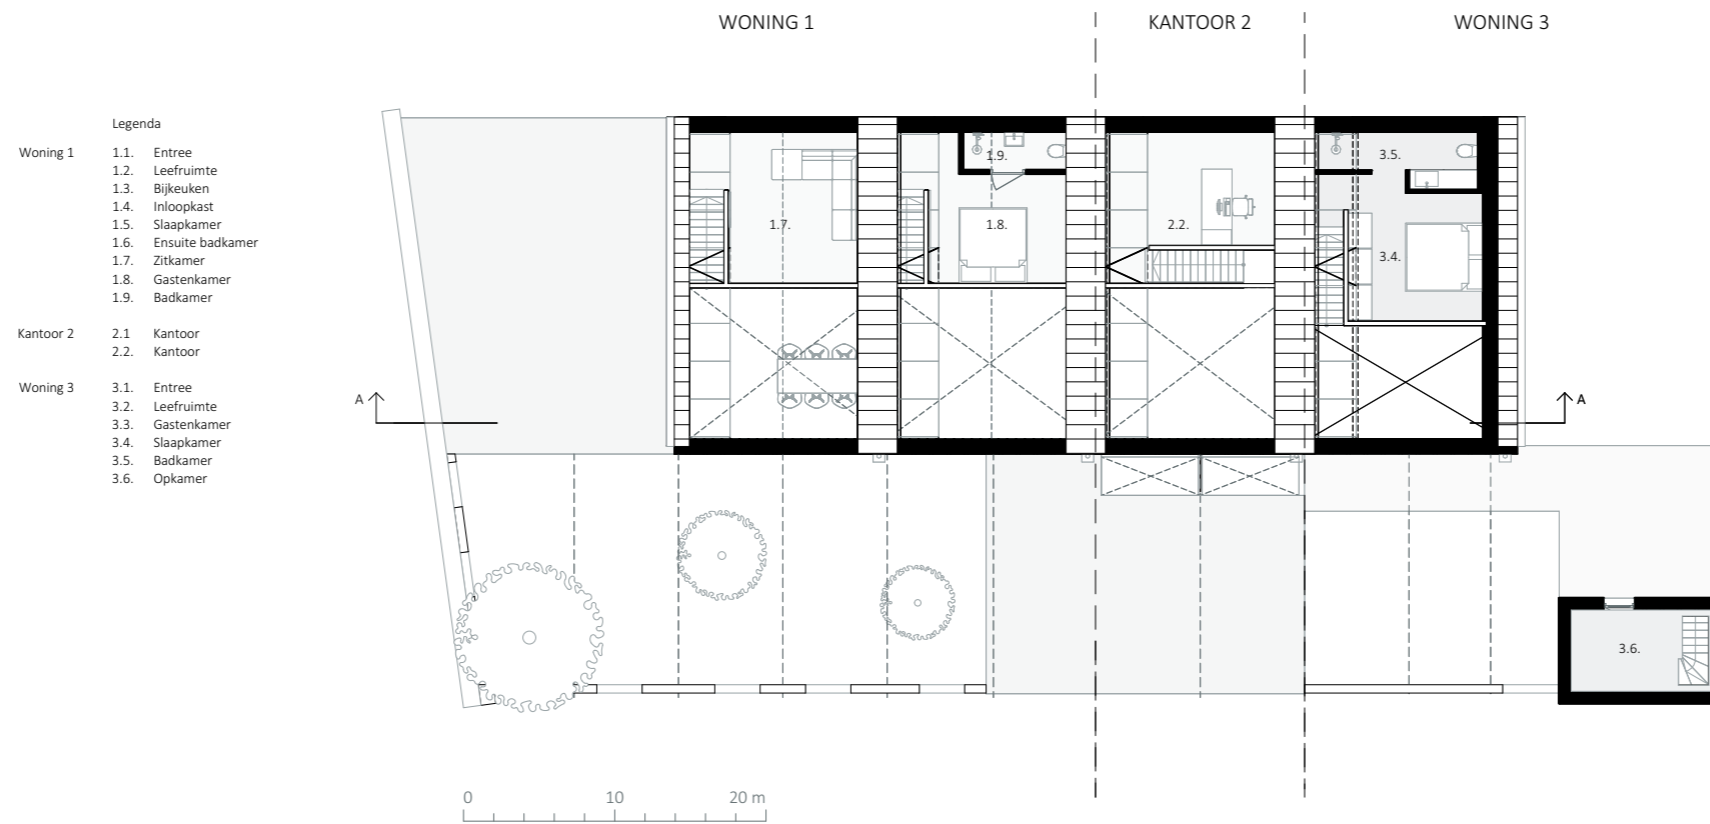 WONING 1
KANTOOR 2
WONING 3
Legenda
Woning 1 1.1. Entree
1.2. Leefruimte
1.3. Bijkeuken
1.4. Inloopkast
1.5. Slaapkamer
1.6. Ensuite badkamer
1.7. Zitkamer
1.8. Gastenkamer
1.9. Badkamer
Kantoor 2 2.1 Kantoor
2.2. Kantoor
Woning 3 3.1. Entree
3.2. Leefruimte
3.3. Gastenkamer
3.4. Slaapkamer
3.5. Badkamer
3.6. Opkamer
1.9.
3.5.
1.7.
1.8.
2.2.
3.4.
A
A
3.6.
0 10 20 m